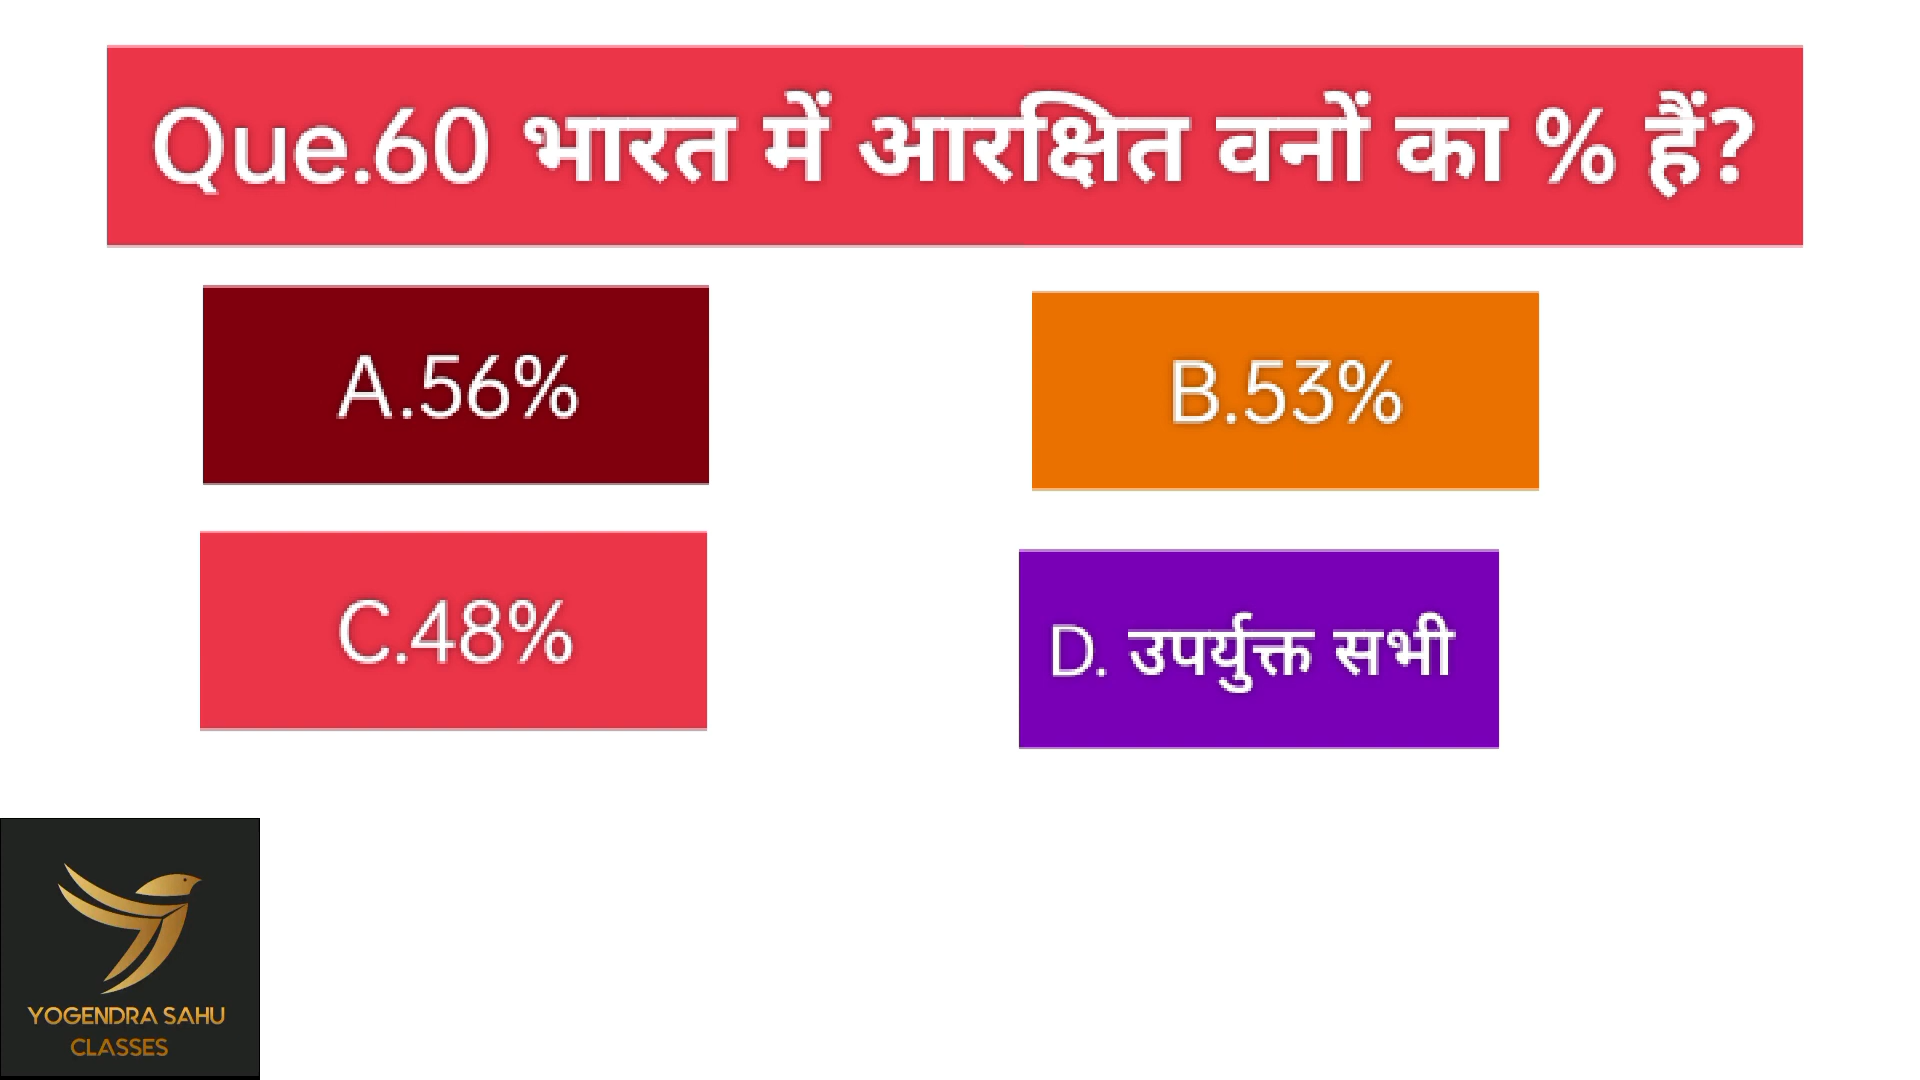 Que.60 भारत में आरक्षित वनों का % हैं?
A.56%
B.53%
C.48%
D. उपर्युक्त सभी
YOGENDRA SAHU
CLASSES